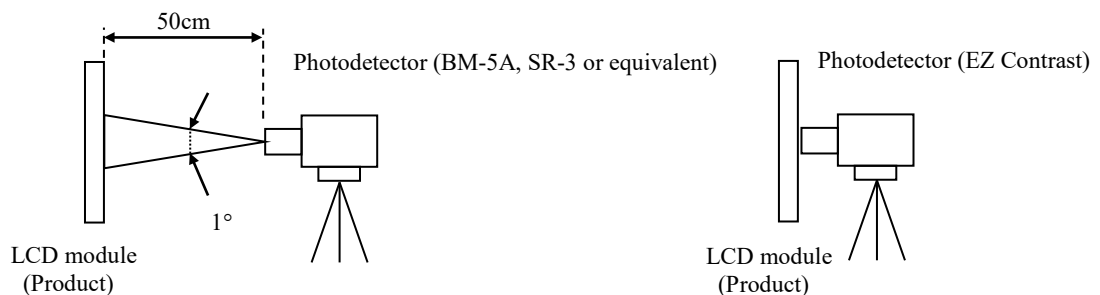 50cm
Photodetector (BM-5A, SR-3 or equivalent)
1°
LCD module
(Product)
Photodetector (EZ Contrast)
LCD module
(Product)